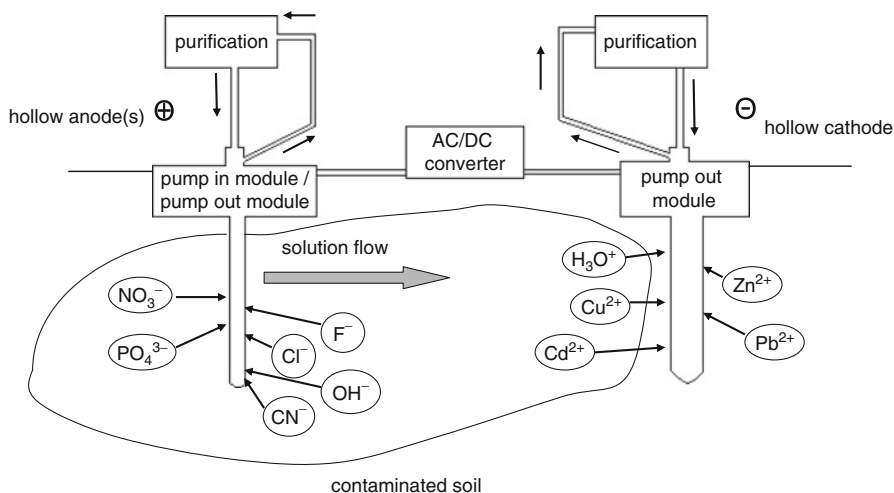 purification
purification
hollow anode(s) ⊕
⊖
hollow cathode
AC/DC
converter
pump in module /
pump out module
pump out
module
solution flow
H₃O⁺
Zn²⁺
NO₃⁻
Cu²⁺
F⁻
Pb²⁺
PO₄³⁻
Cl⁻
Cd²⁺
OH⁻
CN⁻
contaminated soil